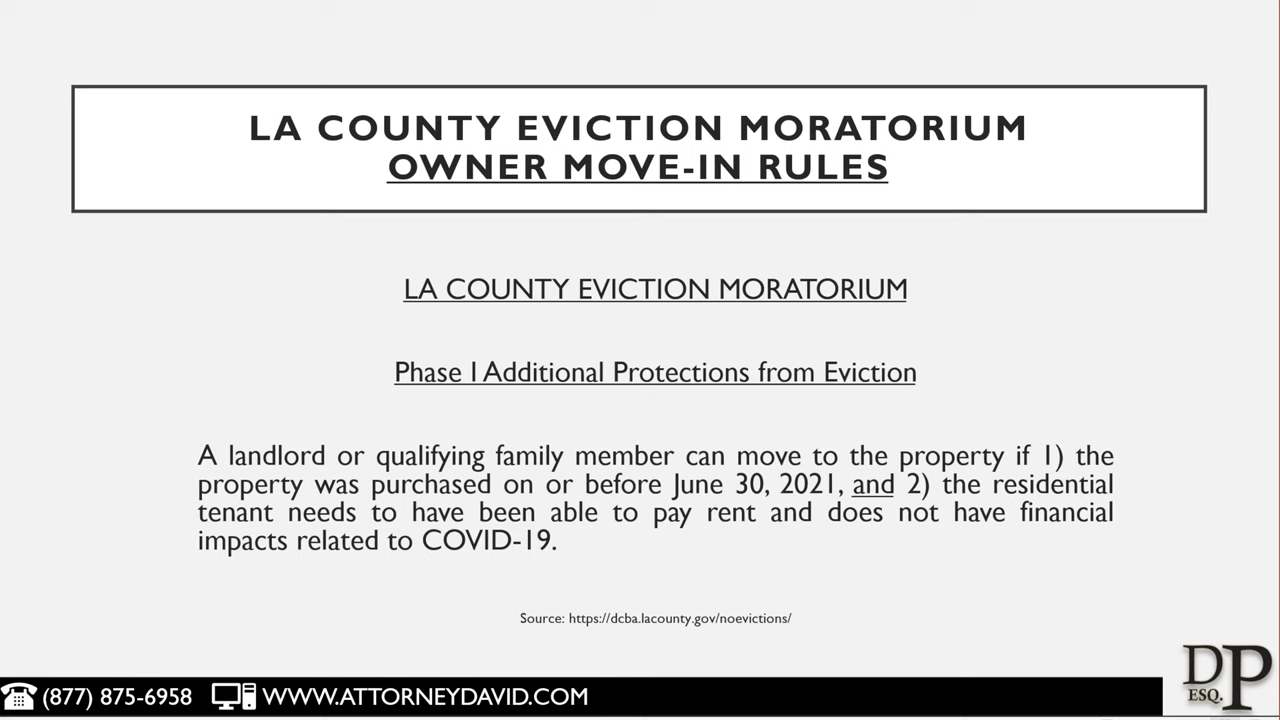 LA COUNTY EVICTION MORATORIUM
OWNER MOVE-IN RULES
LA COUNTY EVICTION MORATORIUM
Phase I Additional Protections from Eviction
A landlord or qualifying family member can move to the property if 1) the
property was purchased on or before June 30, 2021, and 2) the residential
tenant needs to have been able to pay rent and does not have financial
impacts related to COVID-19.
Source: https://dcba.lacounty.gov/noevictions/
(877) 875-6958 WWW.ATTORNEYDAVID.COM
DP
ESQ.